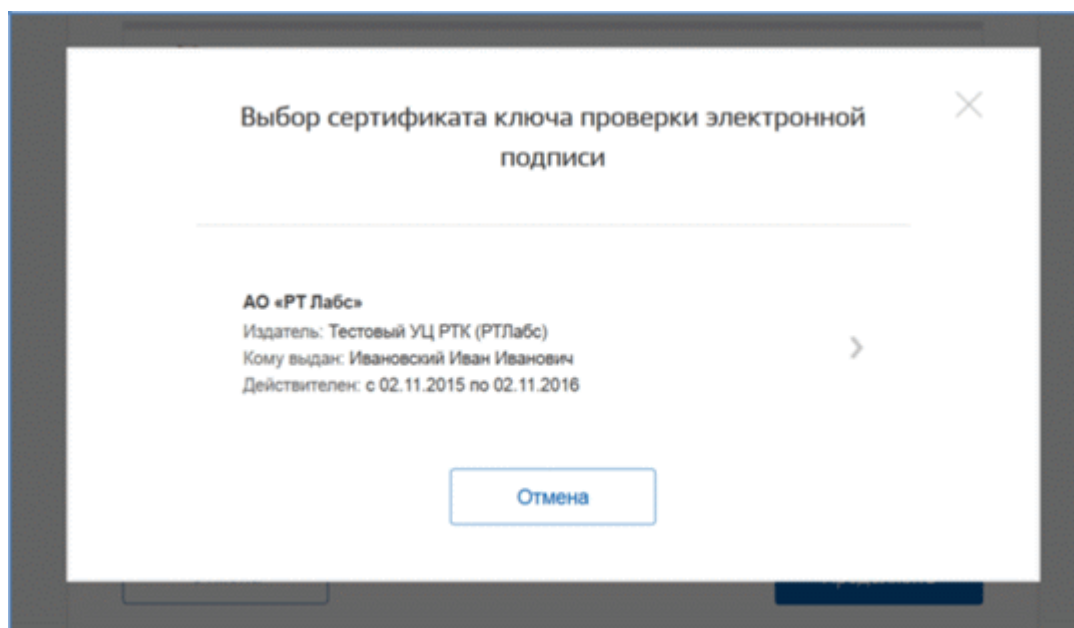 Выбор сертификата ключа проверки электронной
подписи
АО «РТ Лабс»
Издатель: Тестовый УЦ РТК (РТЛабс)
Кому выдан: Ивановский Иван Иванович
Действителен: с 02.11.2015 по 02.11.2016
Отмена